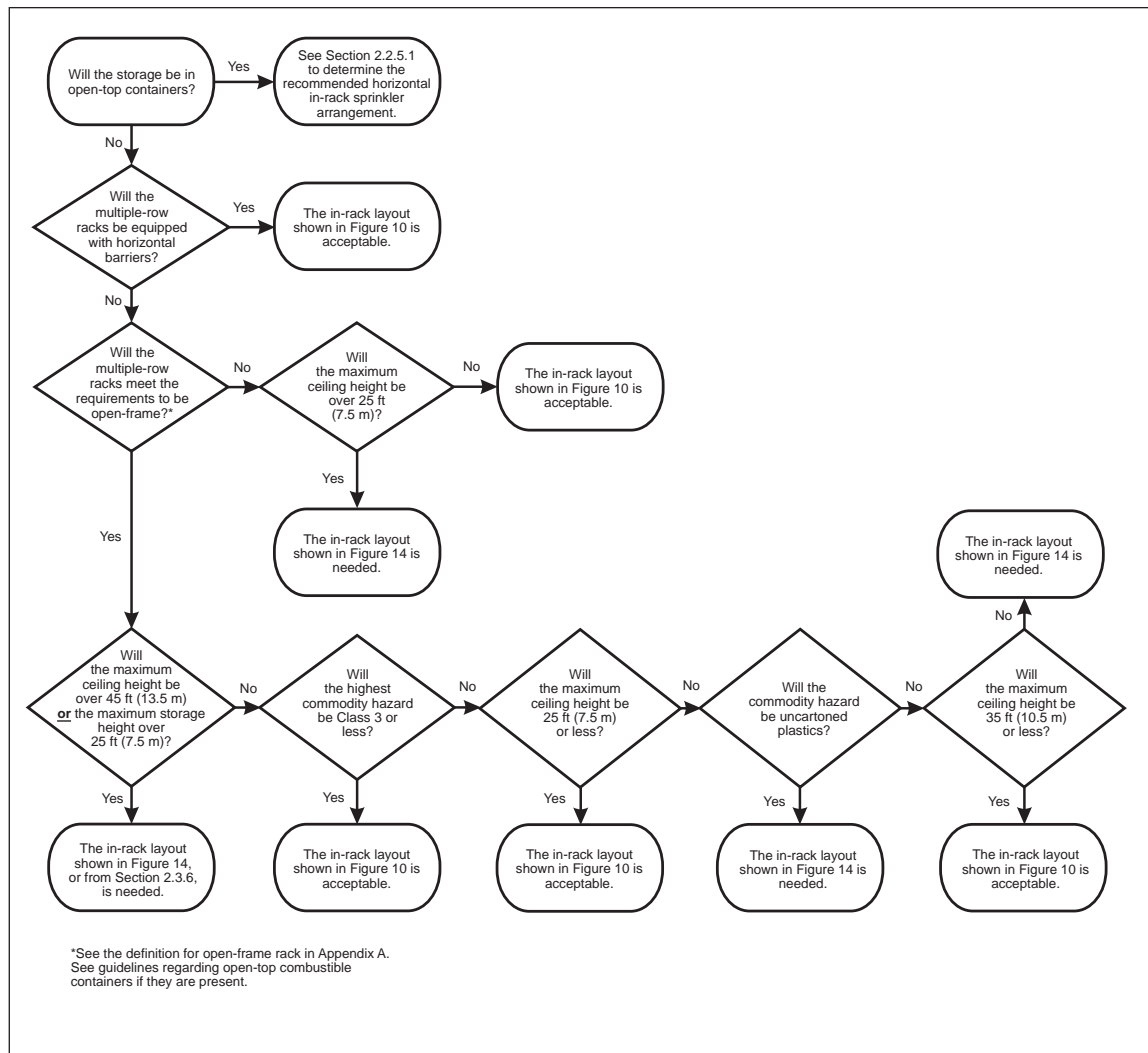 Will the storage be in
open-top containers?
Yes
See Section 2.2.5.1
to determine the
recommended horizontal
in-rack sprinkler
arrangement.
No
Will the
multiple-row
racks be equipped
with horizontal
barriers?
Yes
The in-rack layout
shown in Figure 10 is
acceptable.
No
Will the
multiple-row
racks meet the
requirements to be
open-frame?*
No
Will
the maximum
ceiling height be
over 25 ft
(7.5 m)?
No
The in-rack layout
shown in Figure 10 is
acceptable.
Yes
The in-rack layout
shown in Figure 14 is
needed.
Yes
Will
the maximum
ceiling height be
over 45 ft (13.5 m)
or the maximum storage
height over
25 ft (7.5 m)?
No
Will
the highest
commodity hazard
be Class 3 or
less?
No
Will
the maximum
ceiling height be
25 ft (7.5 m)
or less?
No
Will the
commodity hazard
be uncartoned
plastics?
No
Will
the maximum
ceiling height be
35 ft (10.5 m)
or less?
No
The in-rack layout
shown in Figure 14 is
needed.
Yes
The in-rack layout
shown in Figure 14,
or from Section 2.3.6,
is needed.
Yes
The in-rack layout
shown in Figure 10 is
acceptable.
Yes
The in-rack layout
shown in Figure 10 is
acceptable.
Yes
The in-rack layout
shown in Figure 14 is
needed.
Yes
The in-rack layout
shown in Figure 10 is
acceptable.
*See the definition for open-frame rack in Appendix A.
See guidelines regarding open-top combustible
containers if they are present.